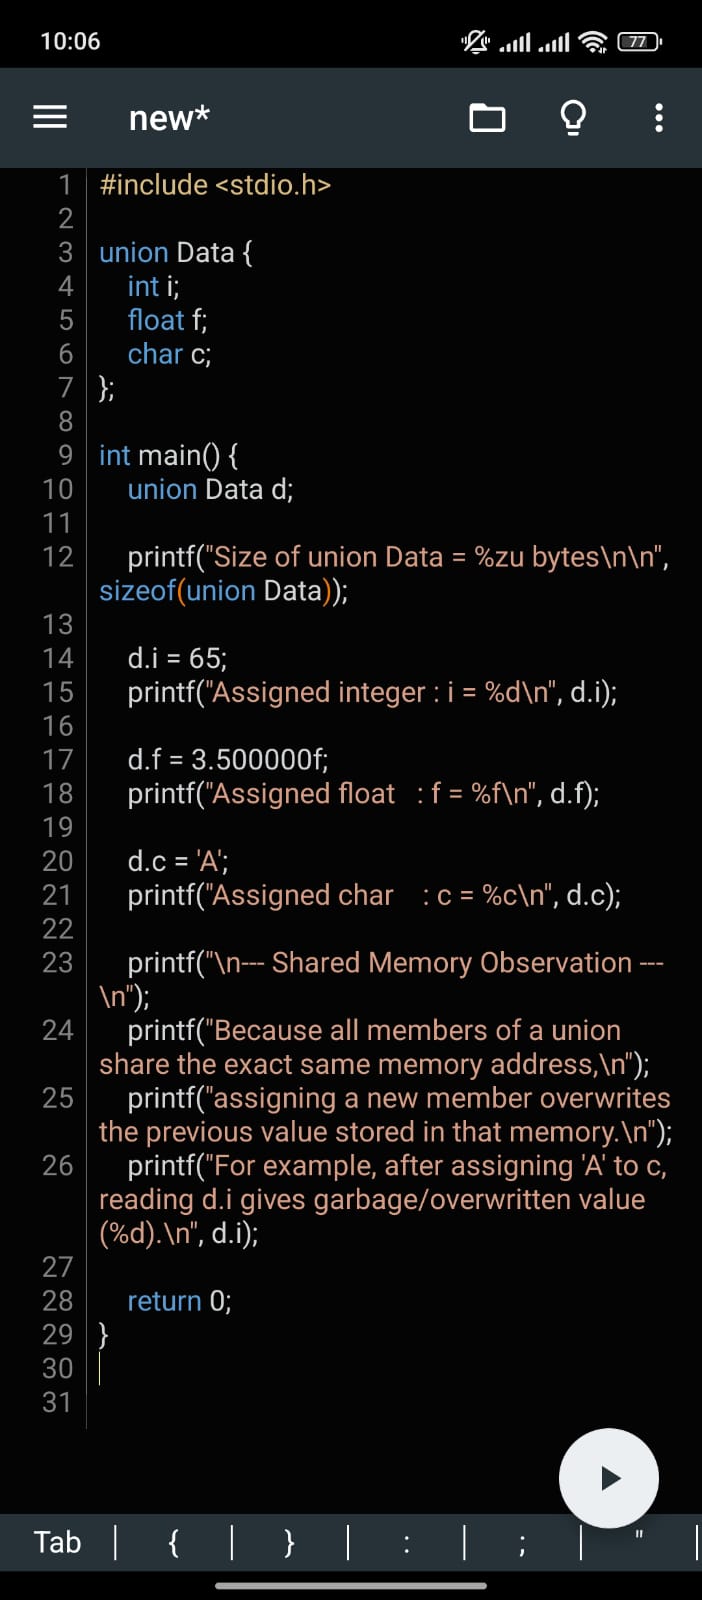 10:06 77
new*
1 #include <stdio.h>
2
3 union Data {
4 int i;
5 float f;
6 char c;
7 };
8
9 int main() {
10 union Data d;
11
12 printf("Size of union Data = %zu bytes\n\n",
sizeof(union Data));
13
14 d.i = 65;
15 printf("Assigned integer : i = %d\n", d.i);
16
17 d.f = 3.500000f;
18 printf("Assigned float   : f = %f\n", d.f);
19
20 d.c = 'A';
21 printf("Assigned char    : c = %c\n", d.c);
22
23 printf("\n--- Shared Memory Observation ---
\n");
24 printf("Because all members of a union
share the exact same memory address,\n");
25 printf("assigning a new member overwrites
the previous value stored in that memory.\n");
26 printf("For example, after assigning 'A' to c,
reading d.i gives garbage/overwritten value
(%d).\n", d.i);
27
28 return 0;
29 }
30
31
Tab | { | } | : | ; | " |